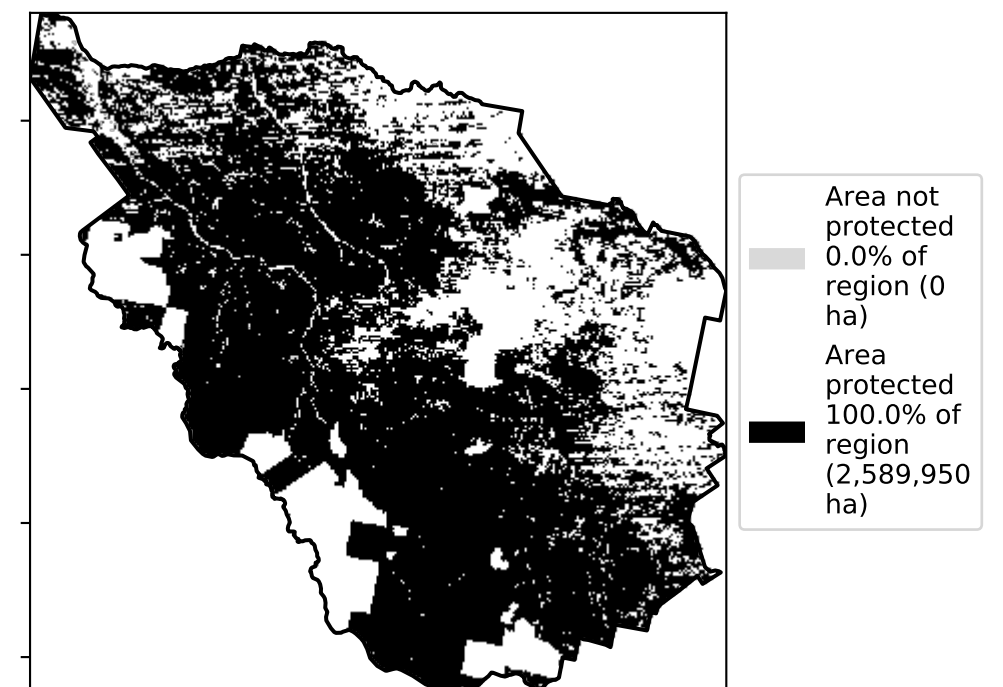 Area not
protected
0.0% of
region (0
ha)
Area
protected
100.0% of
region
(2,589,950
ha)